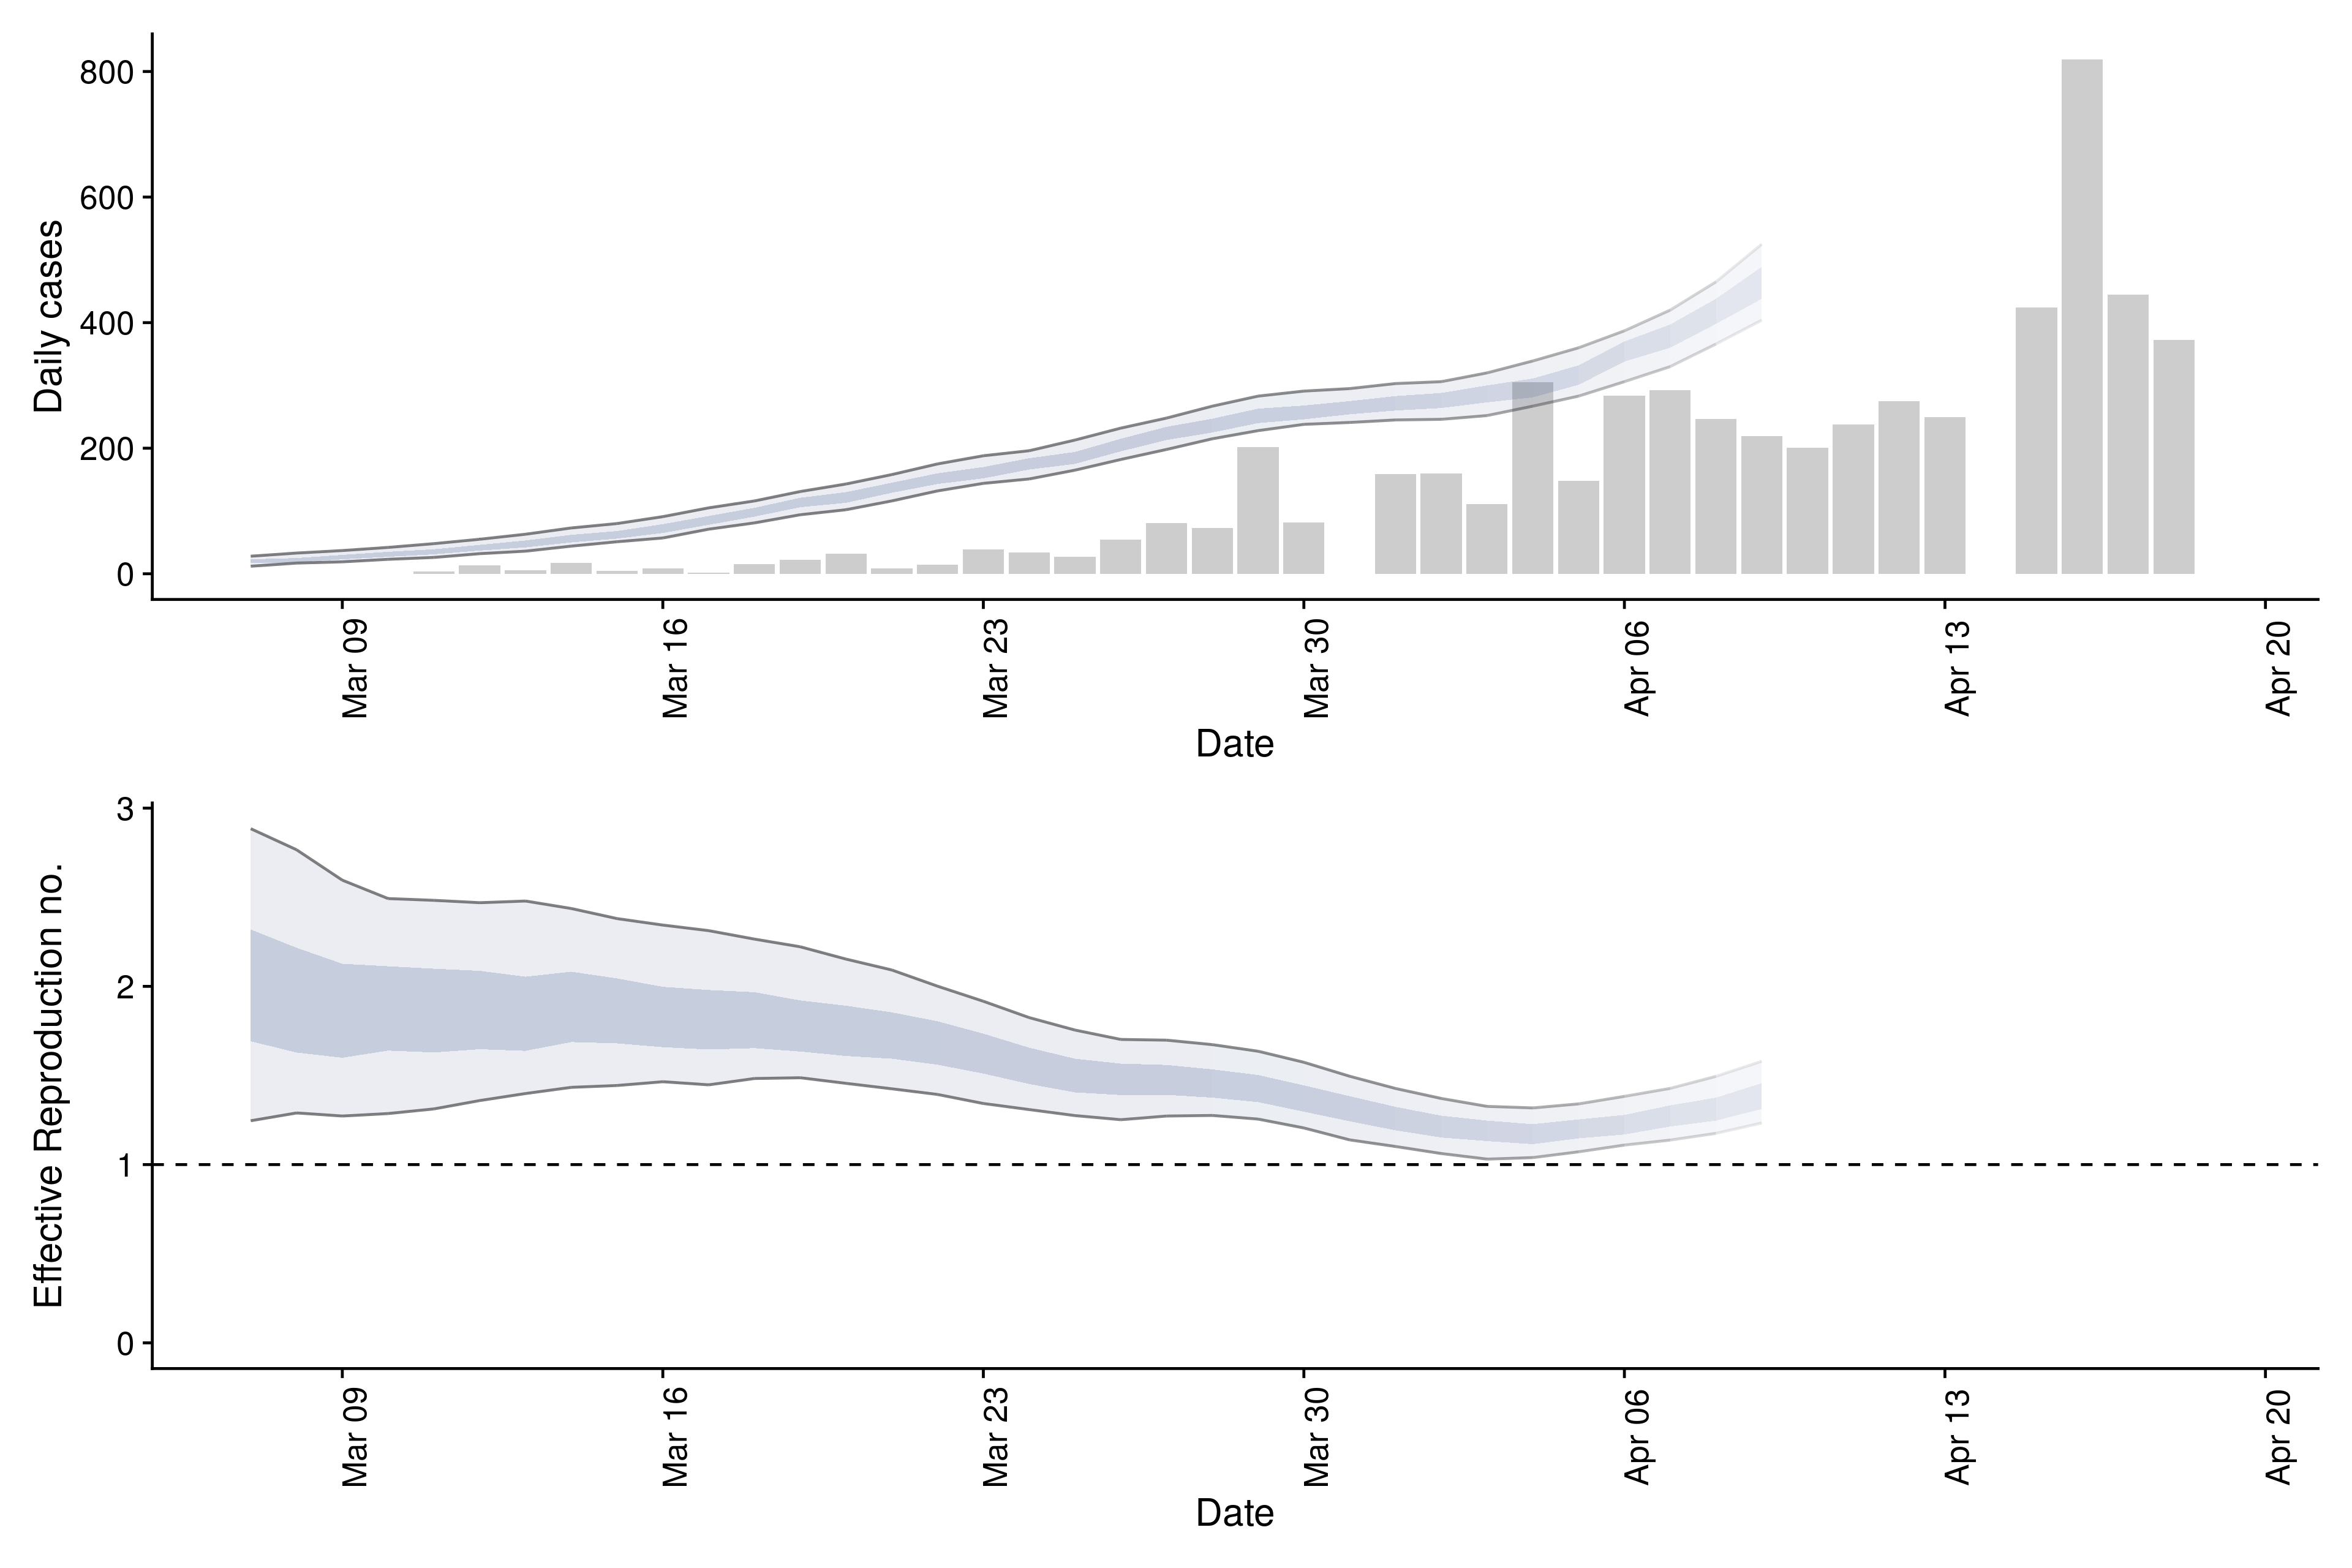 Daily cases
800
600
400
200
0
Mar 09
Mar 16
Mar 23
Mar 30
Apr 06
Apr 13
Apr 20
Date
Effective Reproduction no.
3
2
1
0
Mar 09
Mar 16
Mar 23
Mar 30
Apr 06
Apr 13
Apr 20
Date